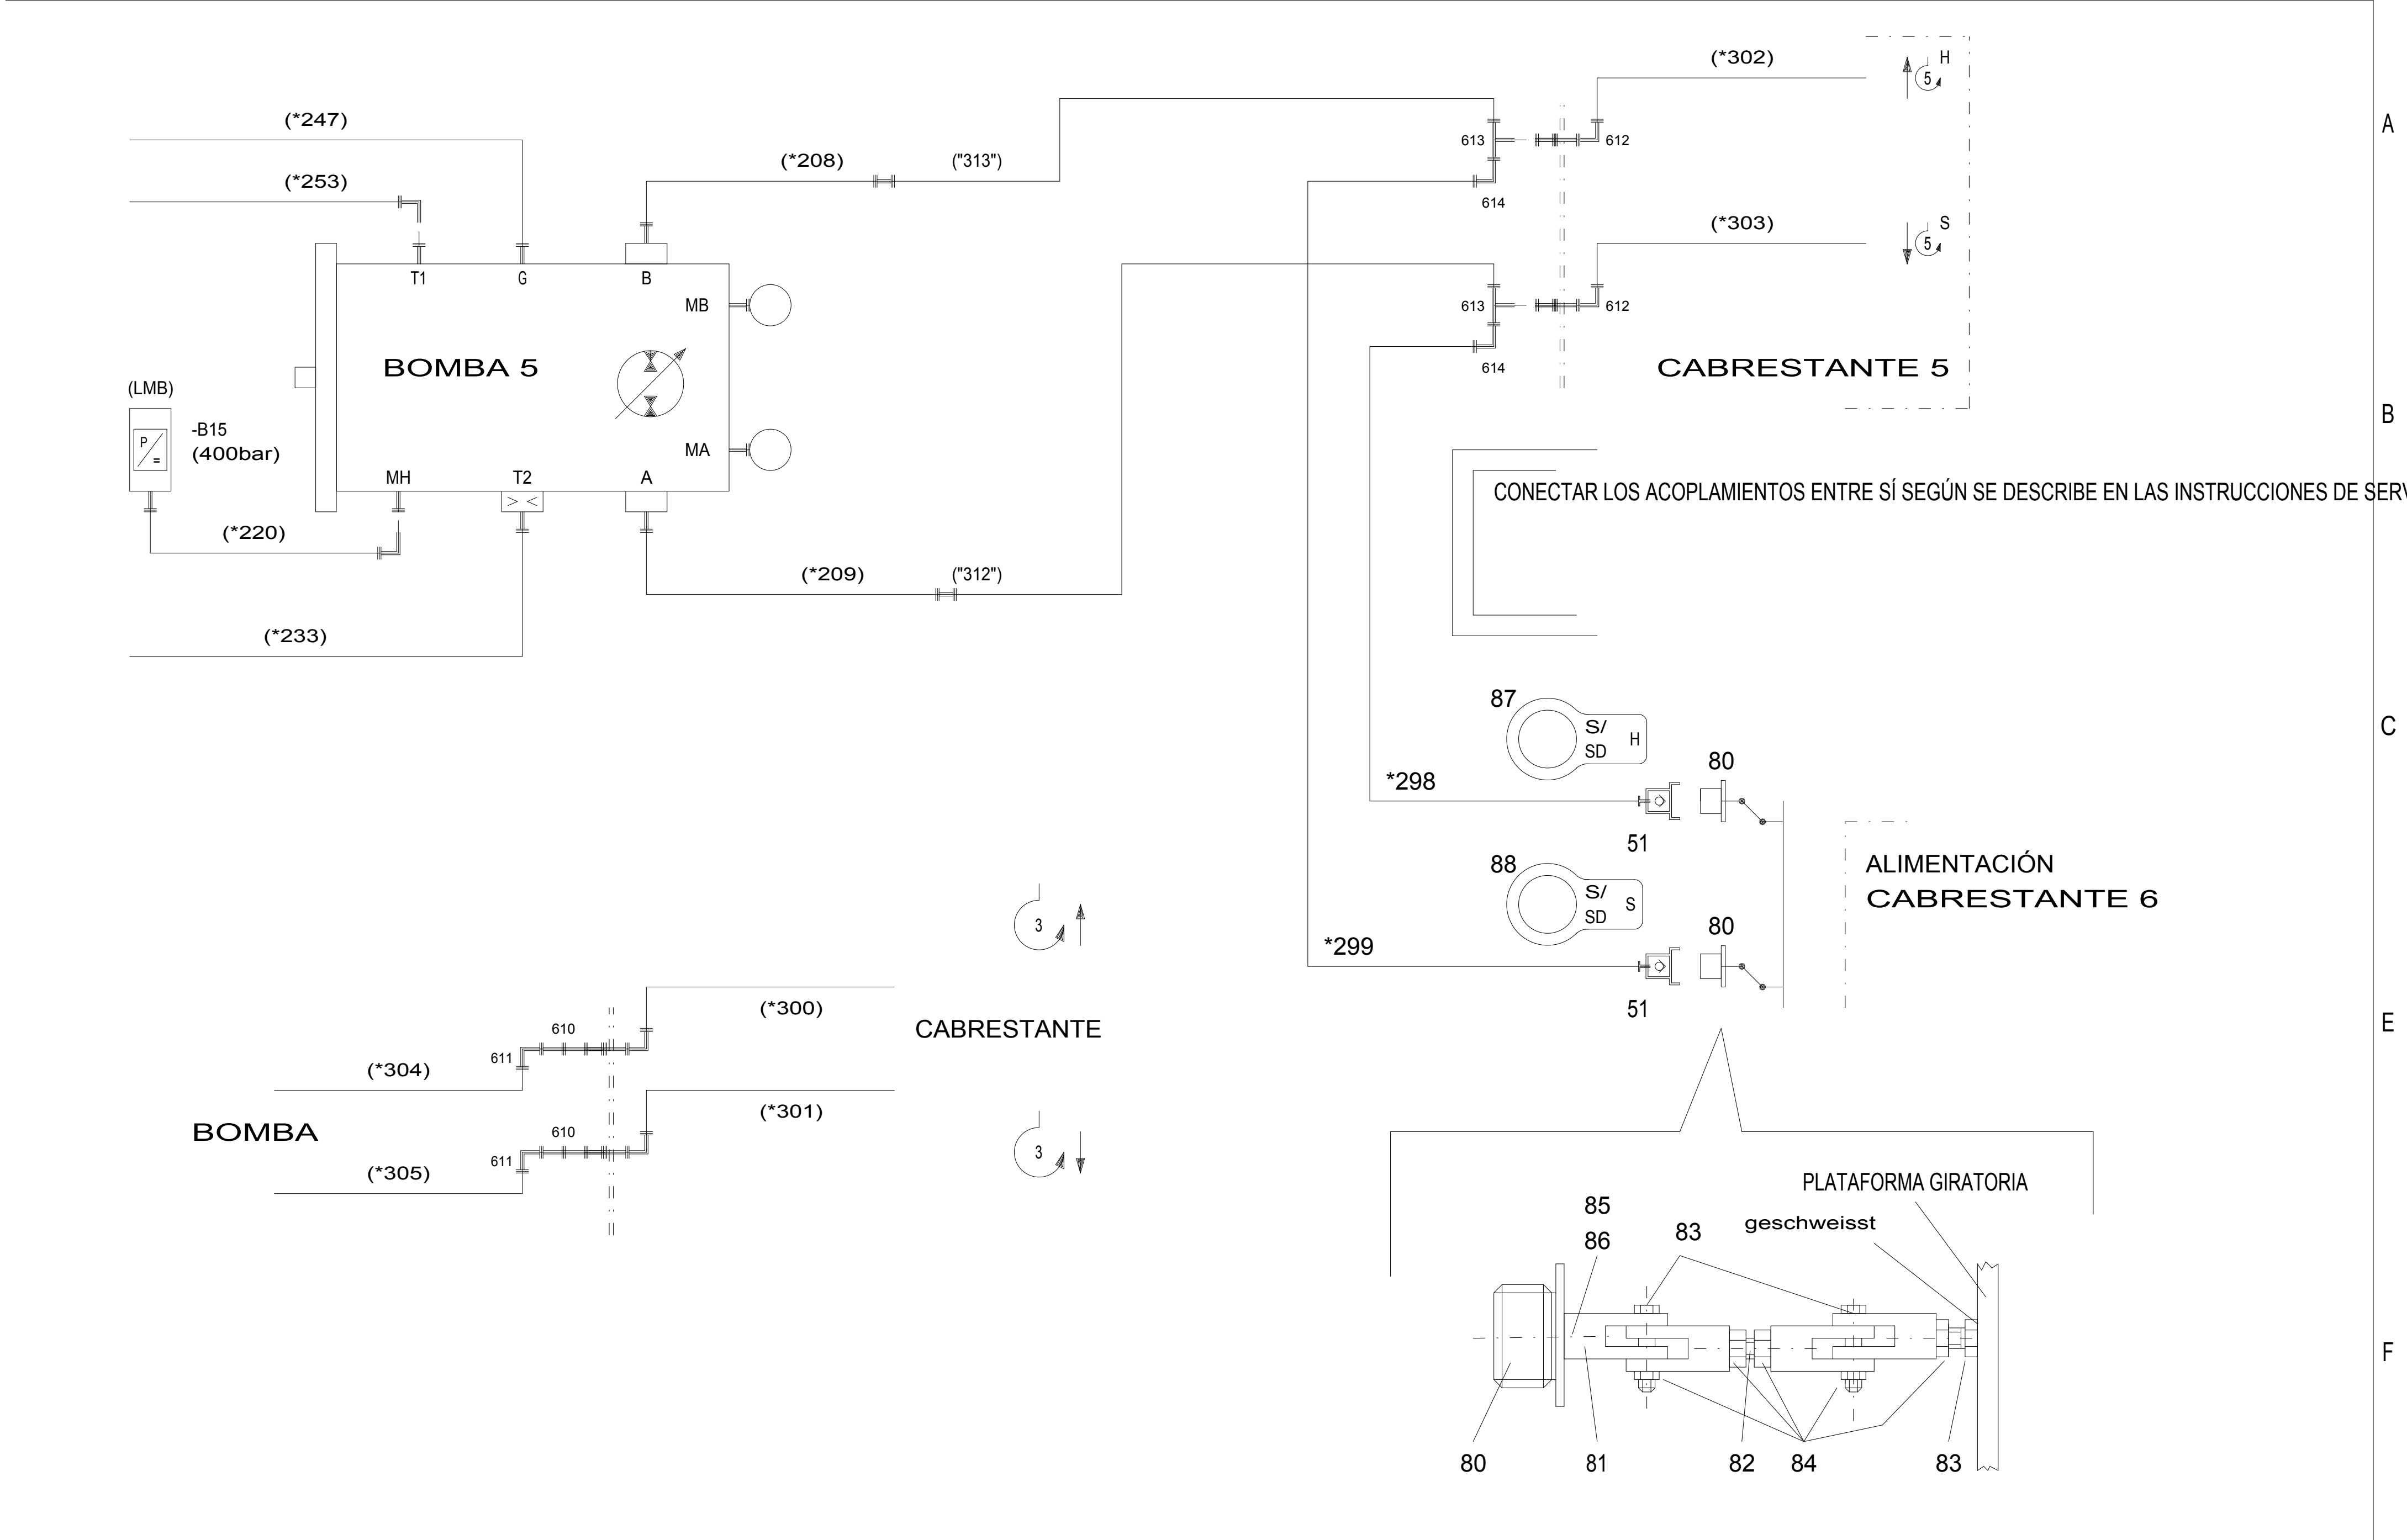 (*302)
H
5
A
(*247)
613
612
(*208)
("313")
(*253)
614
(*303)
S
5
T1
G
B
MB
613
612
BOMBA 5
614
CABRESTANTE 5
(LMB)
B
-B15
(400bar)
P
=
MA
MH
T2
A
CONECTAR LOS ACOPLAMIENTOS ENTRE SÍ SEGÚN SE DESCRIBE EN LAS INSTRUCCIONES DE SERV
> <
(*220)
(*209)
("312")
(*233)
87
S/
SD
H
C
80
*298
51
88
ALIMENTACIÓN
CABRESTANTE 6
S/
SD
S
3
80
*299
51
(*300)
E
610
CABRESTANTE
611
(*304)
(*301)
BOMBA
610
3
611
(*305)
PLATAFORMA GIRATORIA
85
geschweisst
83
86
F
80
81
82
84
83